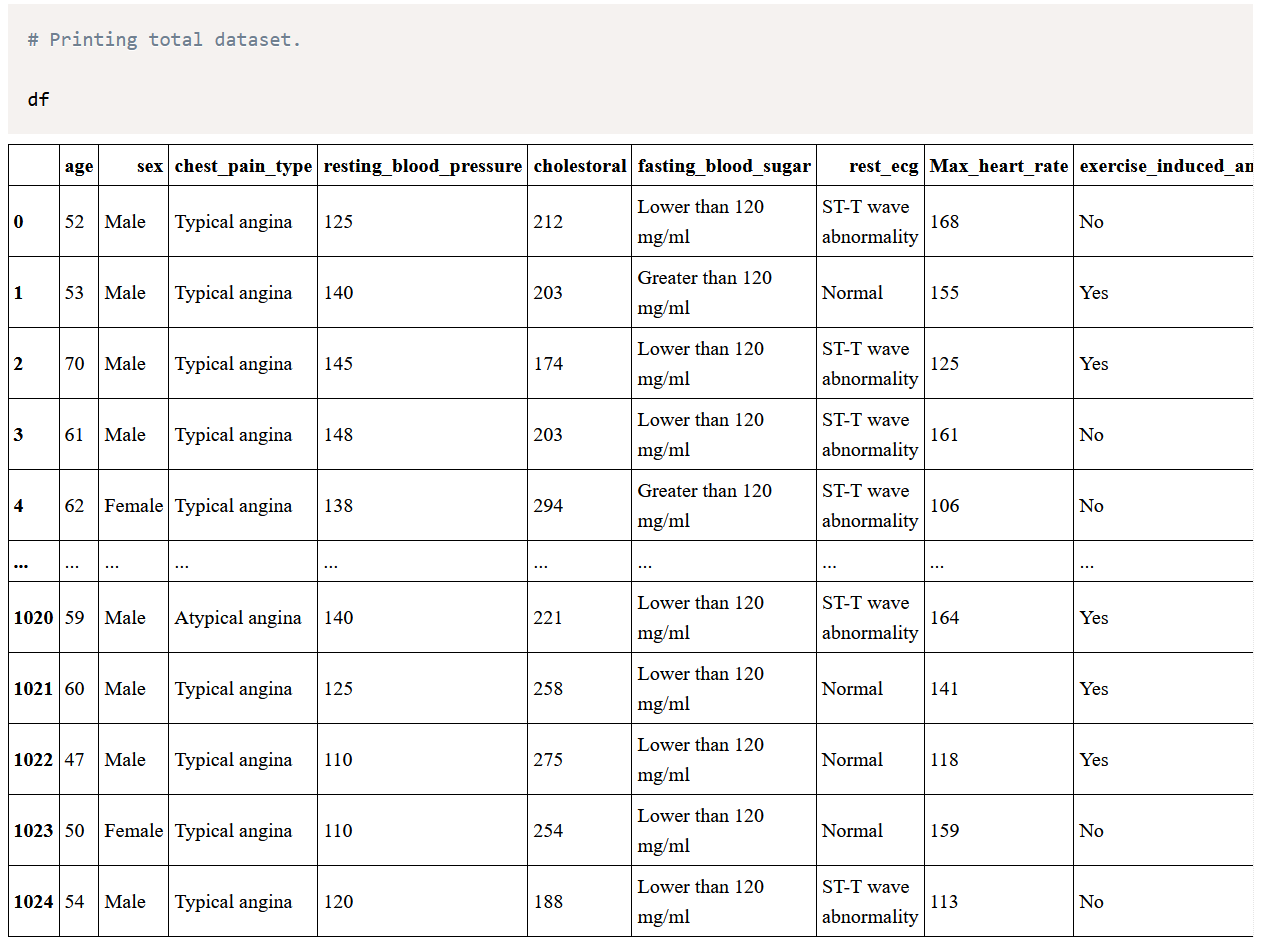 # Printing total dataset.
df
age sex chest_pain_type resting_blood_pressure cholestoral fasting_blood_sugar rest_ecg Max_heart_rate exercise_induced_an
0 52 Male Typical angina 125 212 Lower than 120 mg/ml ST-T wave abnormality 168 No
1 53 Male Typical angina 140 203 Greater than 120 mg/ml Normal 155 Yes
2 70 Male Typical angina 145 174 Lower than 120 mg/ml ST-T wave abnormality 125 Yes
3 61 Male Typical angina 148 203 Lower than 120 mg/ml ST-T wave abnormality 161 No
4 62 Female Typical angina 138 294 Greater than 120 mg/ml ST-T wave abnormality 106 No
... ... ... ... ... ... ... ... ... ...
1020 59 Male Atypical angina 140 221 Lower than 120 mg/ml ST-T wave abnormality 164 Yes
1021 60 Male Typical angina 125 258 Lower than 120 mg/ml Normal 141 Yes
1022 47 Male Typical angina 110 275 Lower than 120 mg/ml Normal 118 Yes
1023 50 Female Typical angina 110 254 Lower than 120 mg/ml Normal 159 No
1024 54 Male Typical angina 120 188 Lower than 120 mg/ml ST-T wave abnormality 113 No